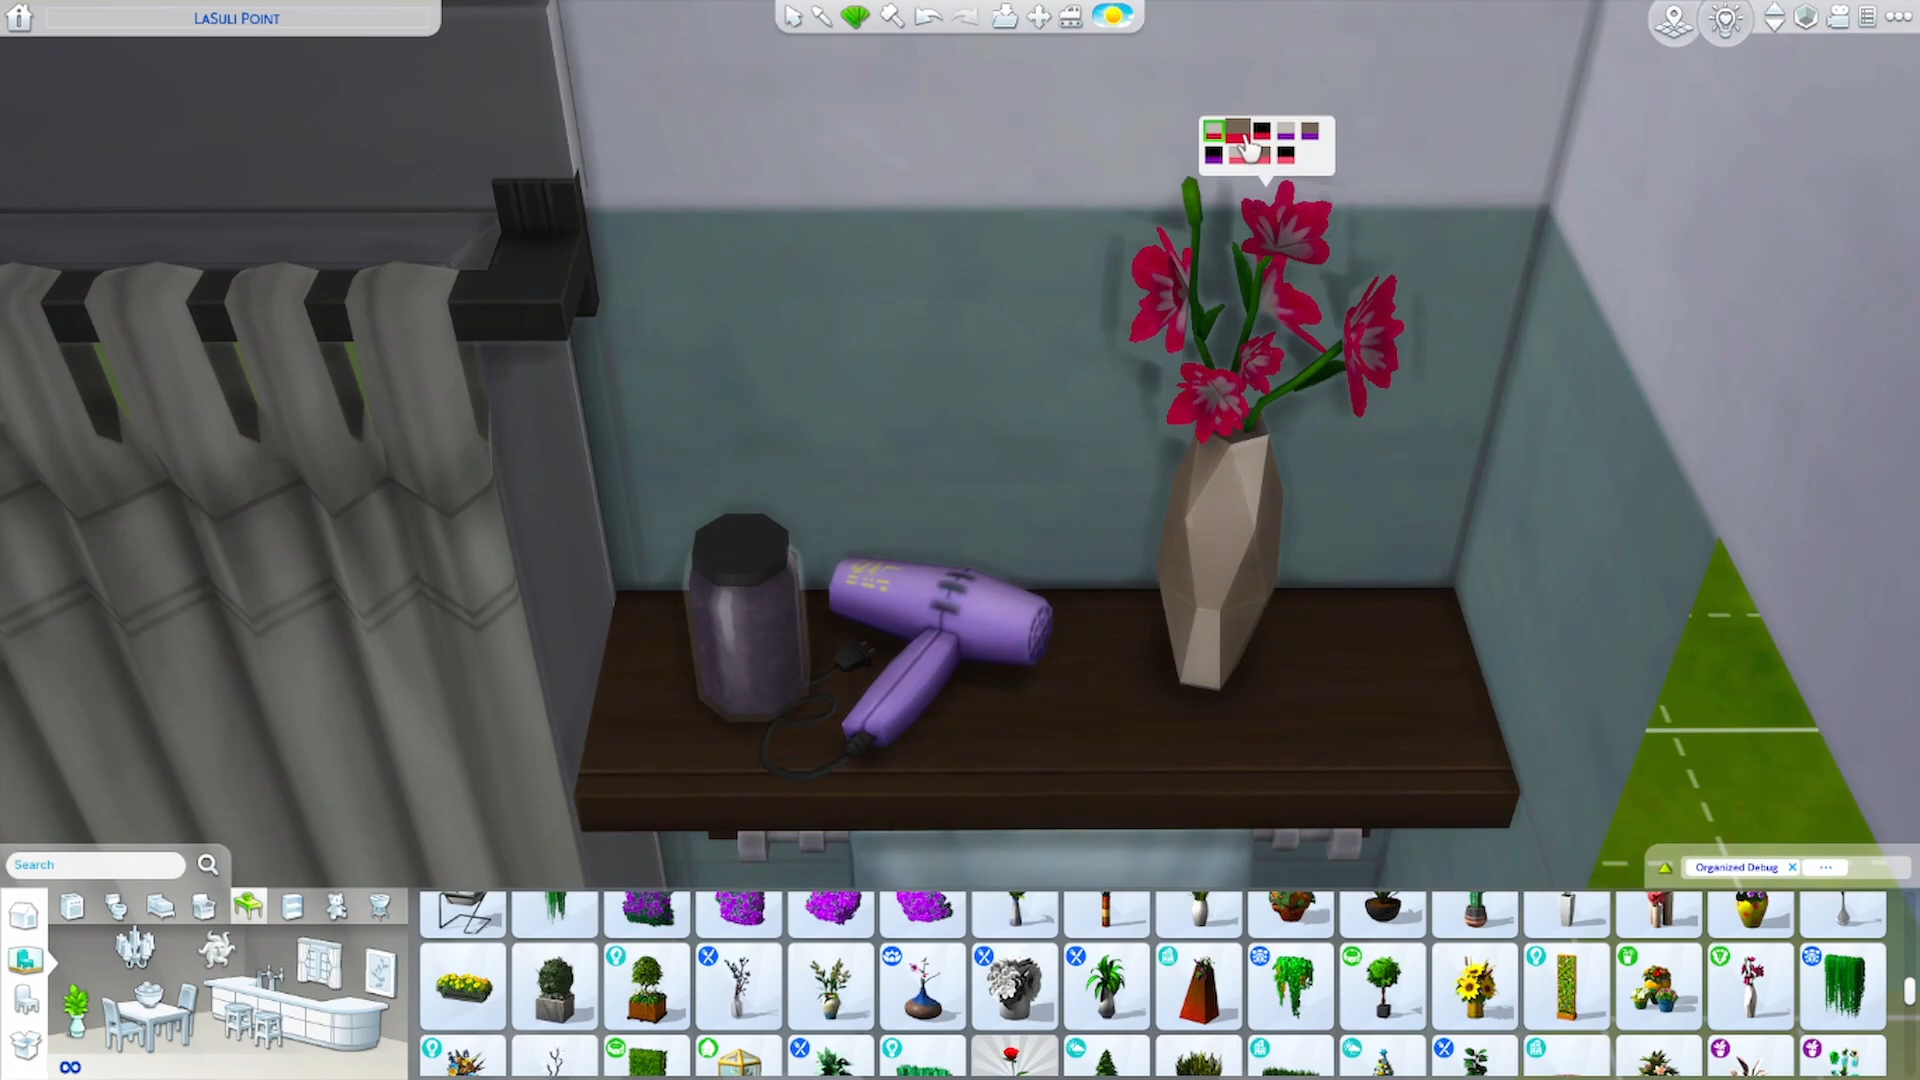 LaSuli Point
Search
Organized Debug